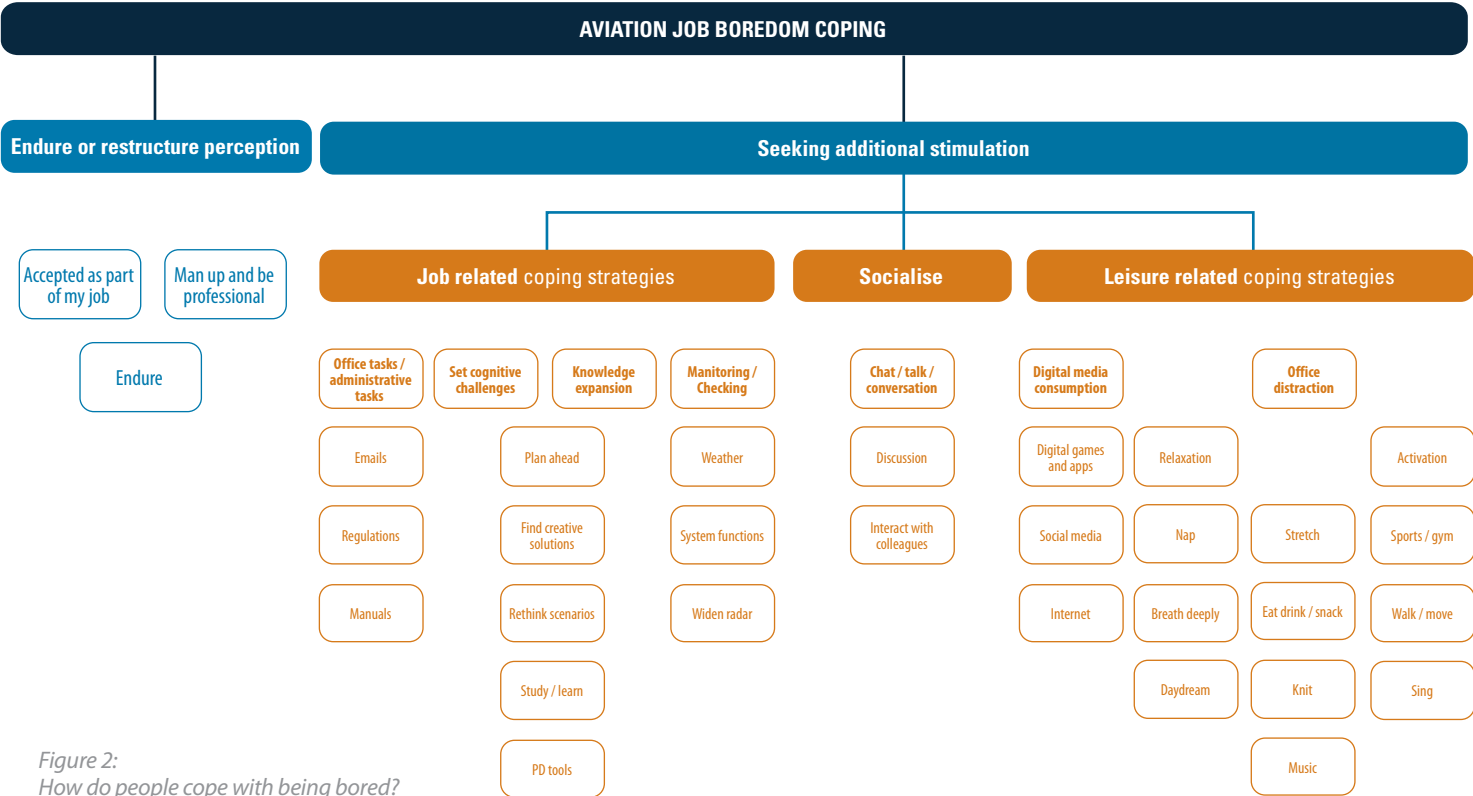 AVIATION JOB BOREDOM COPING
Endure or restructure perception
Seeking additional stimulation
Accepted as part
of my job
Man up and be
professional
Endure
Job related coping strategies
Socialise
Leisure related coping strategies
Office tasks /
administrative
tasks
Set cognitive
challenges
Knowledge
expansion
Manitoring /
Checking
Chat / talk /
conversation
Digital media
consumption
Office
distraction
Emails
Plan ahead
Weather
Discussion
Digital games
and apps
Relaxation
Activation
Regulations
Find creative
solutions
System functions
Interact with
colleagues
Social media
Nap
Stretch
Sports / gym
Manuals
Rethink scenarios
Widen radar
Internet
Breath deeply
Eat drink / snack
Walk / move
Study / learn
Daydream
Knit
Sing
PD tools
Music
Figure 2:
How do people cope with being bored?